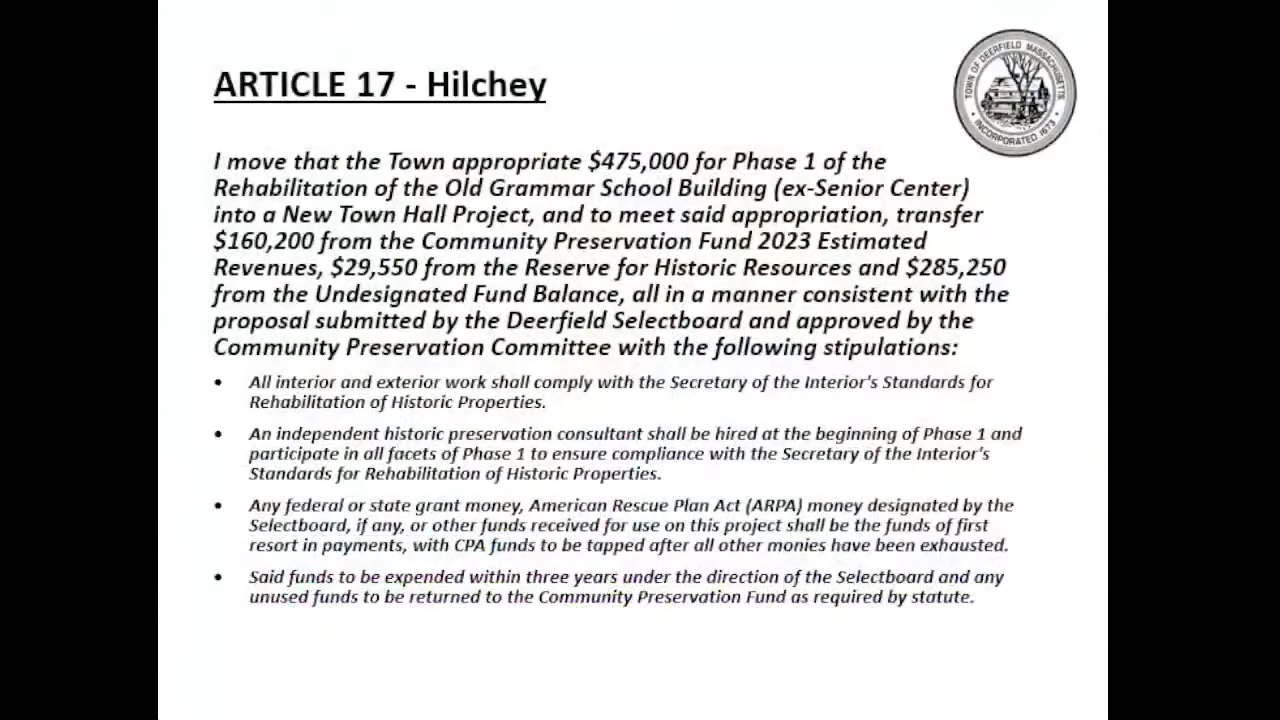 ARTICLE 17 - Hilchey
TOWN OF DEERFIELD MASSACHUSETTS
INCORPORATED 1673
I move that the Town appropriate $475,000 for Phase 1 of the
Rehabilitation of the Old Grammar School Building (ex-Senior Center)
into a New Town Hall Project, and to meet said appropriation, transfer
$160,200 from the Community Preservation Fund 2023 Estimated
Revenues, $29,550 from the Reserve for Historic Resources and $285,250
from the Undesignated Fund Balance, all in a manner consistent with the
proposal submitted by the Deerfield Selectboard and approved by the
Community Preservation Committee with the following stipulations:
• All interior and exterior work shall comply with the Secretary of the Interior's Standards for
Rehabilitation of Historic Properties.
• An independent historic preservation consultant shall be hired at the beginning of Phase 1 and
participate in all facets of Phase 1 to ensure compliance with the Secretary of the Interior's
Standards for Rehabilitation of Historic Properties.
• Any federal or state grant money, American Rescue Plan Act (ARPA) money designated by the
Selectboard, if any, or other funds received for use on this project shall be the funds of first
resort in payments, with CPA funds to be tapped after all other monies have been exhausted.
• Said funds to be expended within three years under the direction of the Selectboard and any
unused funds to be returned to the Community Preservation Fund as required by statute.